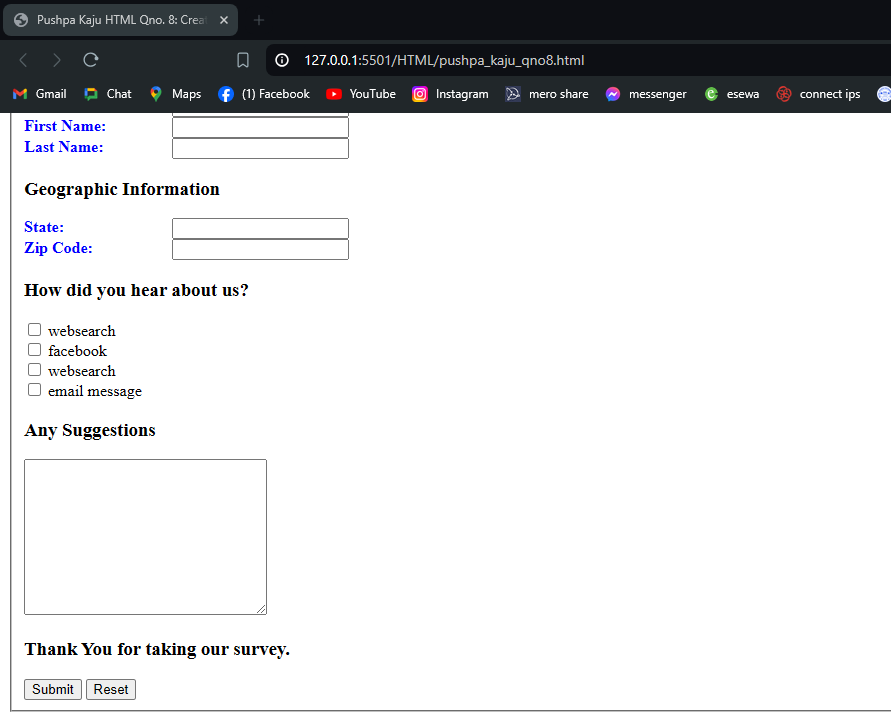 Pushpa Kaju HTML Qno. 8: Crea
127.0.0.1:5501/HTML/pushpa_kaju_qno8.html
Gmail Chat Maps (1) Facebook YouTube Instagram mero share messenger esewa connect ips
First Name:
Last Name:
Geographic Information
State:
Zip Code:
How did you hear about us?
websearch
facebook
websearch
email message
Any Suggestions
Thank You for taking our survey.
Submit Reset